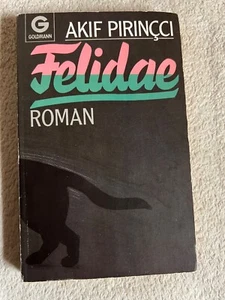 G
GOLDMANN
AKIF PIRINÇCI
Felidae
ROMAN